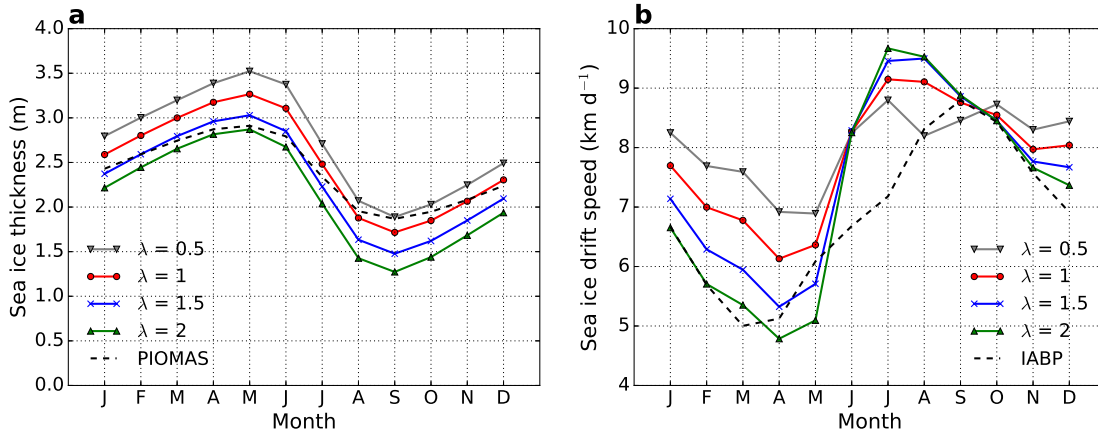 a
Sea ice thickness (m)
4.0
3.5
3.0
2.5
2.0
1.5
1.0
0.5
0.0
λ = 0.5
λ = 1
λ = 1.5
λ = 2
PIOMAS
J F M A M J J A S O N D
Month
b
Sea ice drift speed (km d⁻¹)
10
9
8
7
6
5
4
λ = 0.5
λ = 1
λ = 1.5
λ = 2
IABP
J F M A M J J A S O N D
Month